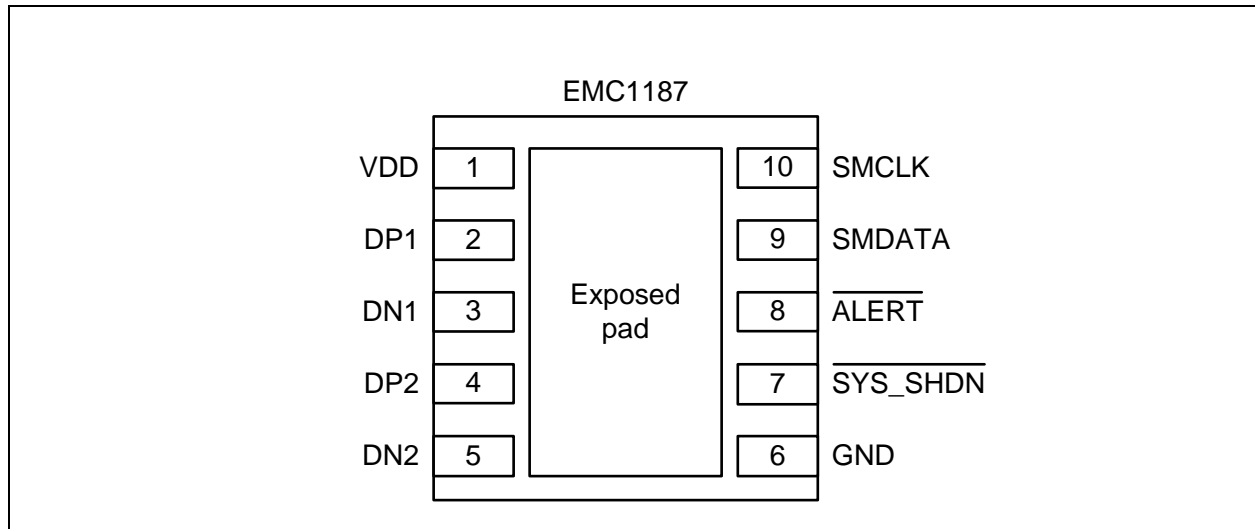 EMC1187
VDD 1 10 SMCLK
DP1 2 9 SMDATA
DN1 3 8 ALERT
Exposed
pad
DP2 4 7 SYS_SHDN
DN2 5 6 GND